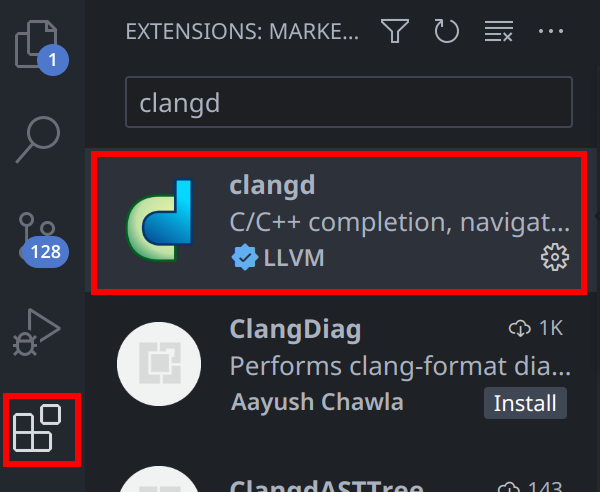 EXTENSIONS: MARKE...
1
clangd
clangd
C/C++ completion, navigat...
LLVM
128
ClangDiag 1K
Performs clang-format dia...
Aayush Chawla Install
ClangdASTTree 143